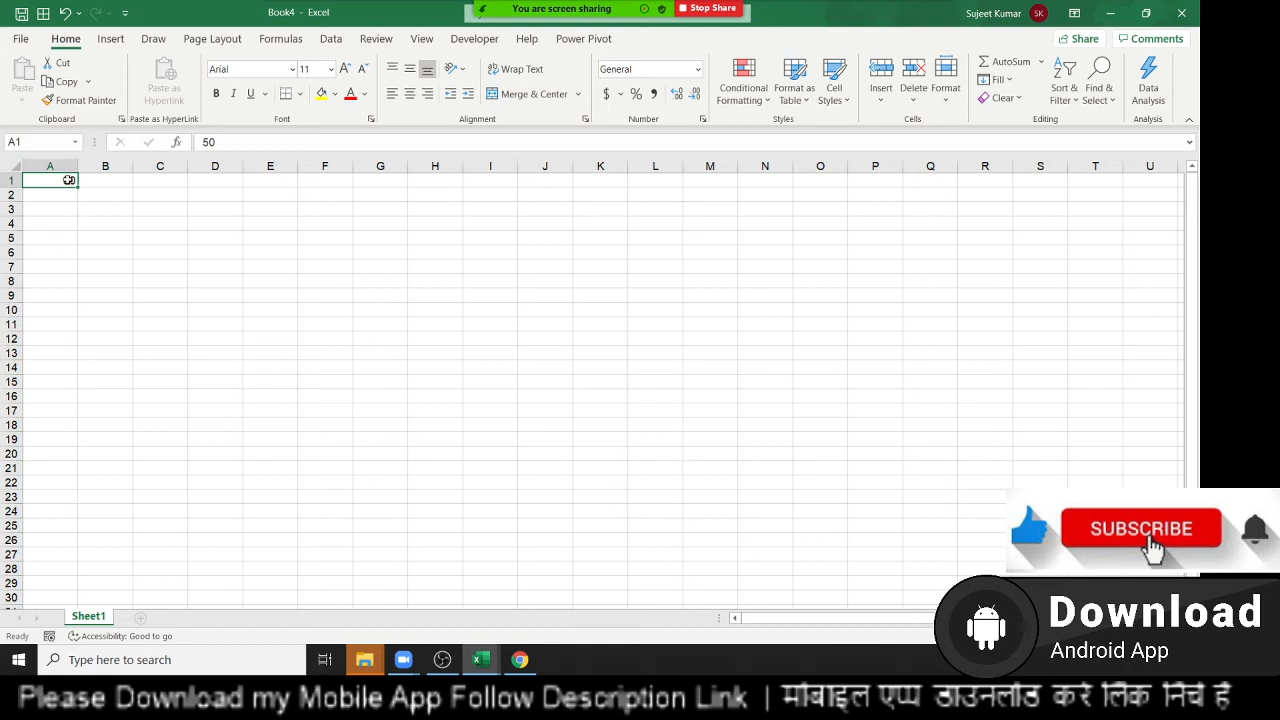 Book4 - Excel
You are screen sharing
Stop Share
Sujeet Kumar
SK
File Home Insert Draw Page Layout Formulas Data Review View Developer Help Power Pivot
Share
Comments
Paste
Cut
Copy
Format Painter
Clipboard
Paste as Hyperlink
Paste as HyperLink
Arial
11
B I U
Font
Wrap Text
Merge & Center
Alignment
General
$ %
Number
Conditional Formatting
Format as Table
Cell Styles
Styles
Insert
Delete
Format
Cells
AutoSum
Fill
Clear
Sort & Filter
Find & Select
Editing
Data Analysis
Analysis
A1
fx
50
A B C D E F G H I J K L M N O P Q R S T U
1
2
3
4
5
6
7
8
9
10
11
12
13
14
15
16
17
18
19
20
21
22
23
24
25
26
27
28
29
30
SUBSCRIBE
Download
Android App
Sheet1
Ready
Accessibility: Good to go
Type here to search
Please Download my Mobile App Follow Description Link | मोबाइल एप्प डाउनलोड करे लिंक निचे है